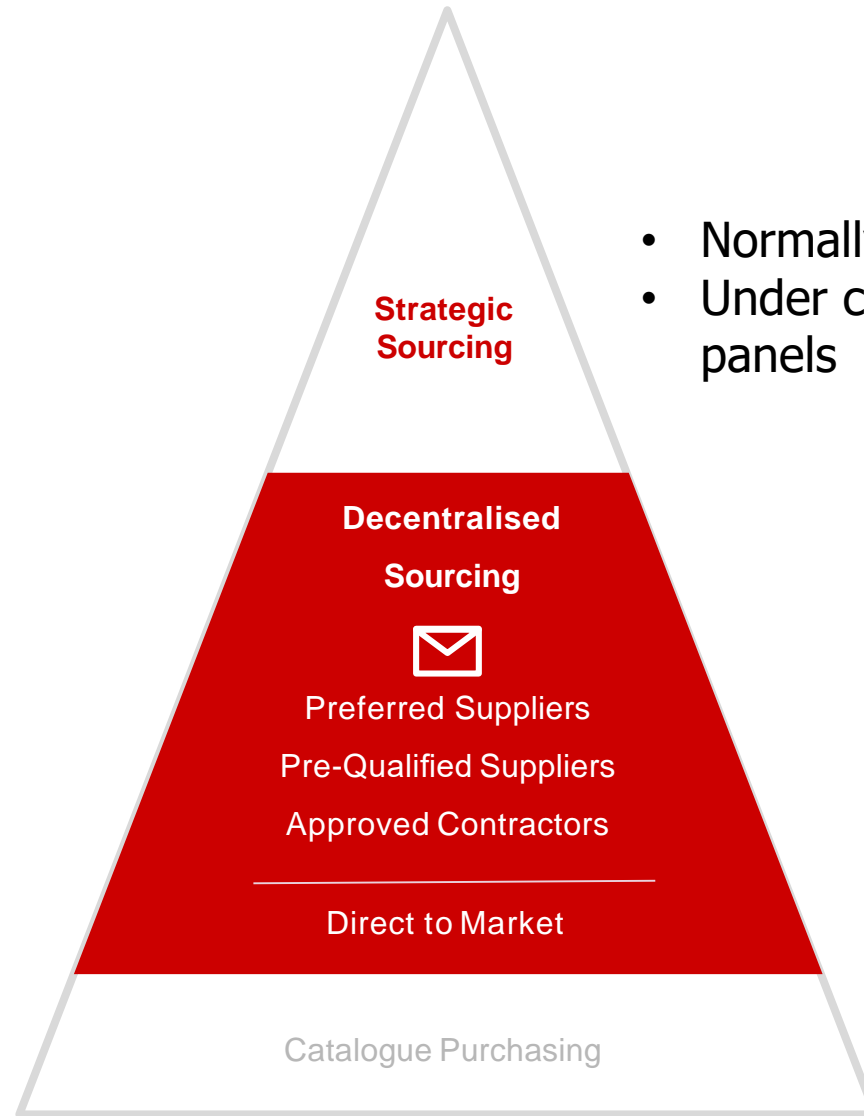 Strategic
Sourcing
• Normall
• Under c
panels
Decentralised
Sourcing
Preferred Suppliers
Pre-Qualified Suppliers
Approved Contractors
Direct to Market
Catalogue Purchasing